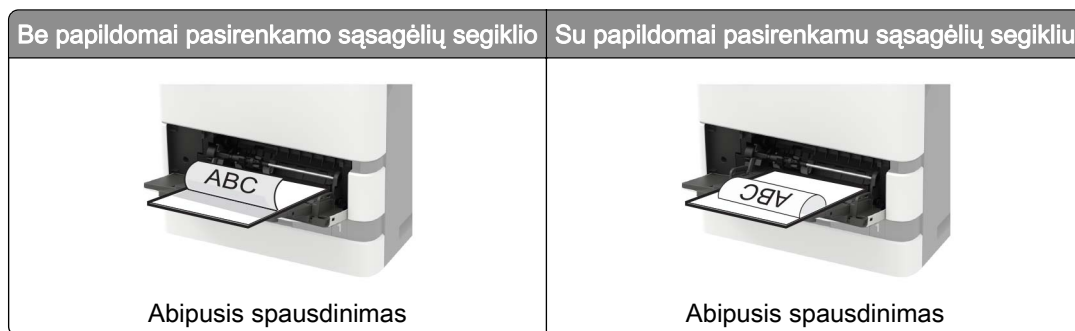 Be papildomai pasirenkamo sąsagėlių segiklio
Su papildomai pasirenkamu sąsagėlių segikliu
ABC
ABC
Abipusis spausdinimas
Abipusis spausdinimas